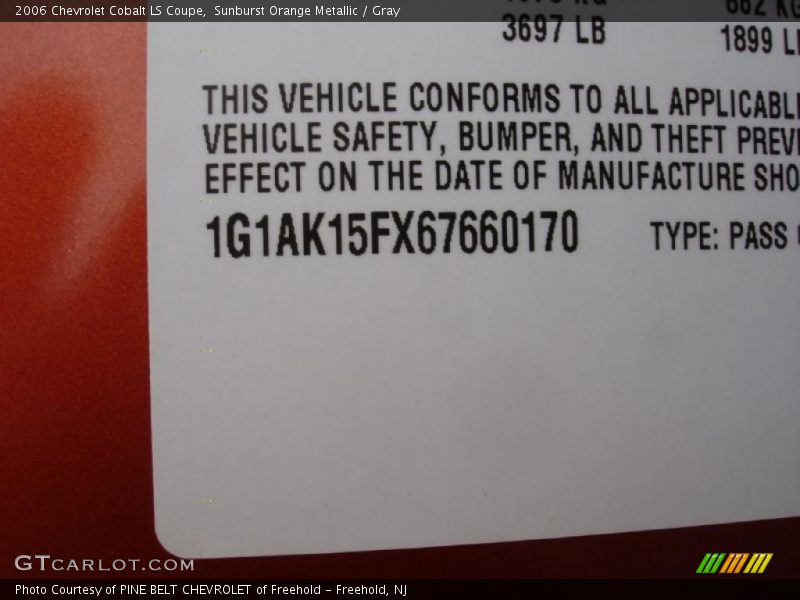 2006 Chevrolet Cobalt LS Coupe,  Sunburst Orange Metallic / Gray
3697 LB
1899 L
THIS VEHICLE CONFORMS TO ALL APPLICABL
VEHICLE SAFETY, BUMPER, AND THEFT PREV
EFFECT ON THE DATE OF MANUFACTURE SHO
1G1AK15FX67660170 TYPE: PASS
GTCARLOT.COM
Photo Courtesy of PINE BELT CHEVROLET of Freehold - Freehold, NJ